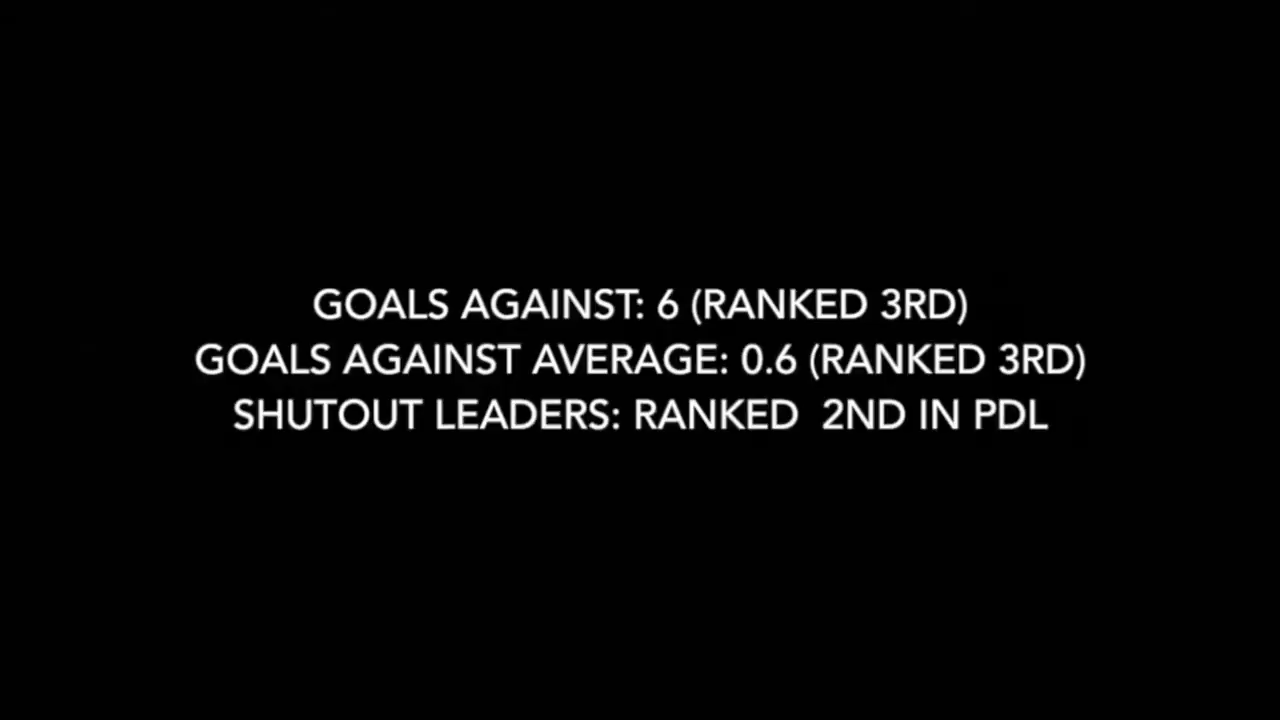 GOALS AGAINST: 6 (RANKED 3RD)
GOALS AGAINST AVERAGE: 0.6 (RANKED 3RD)
SHUTOUT LEADERS: RANKED  2ND IN PDL